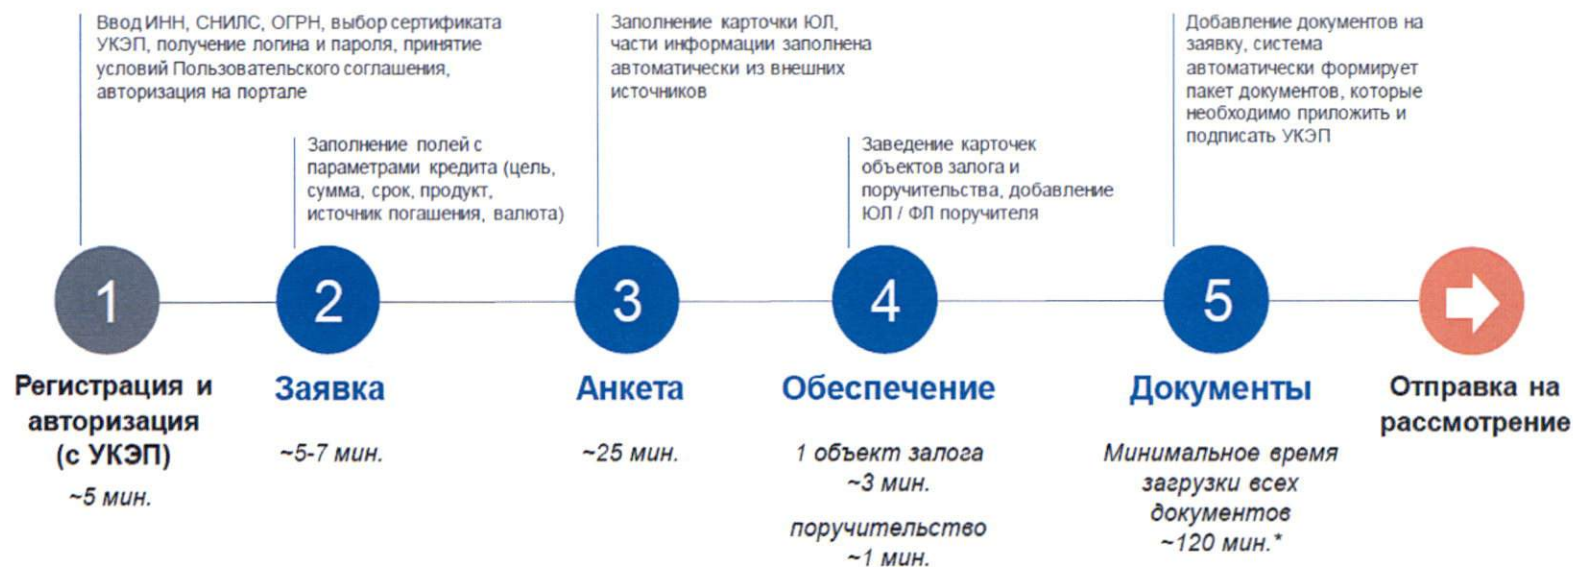 Ввод ИНН, СНИЛС, ОГРН, выбор сертификата
УКЭП, получение логина и пароля, принятие
условий Пользовательского соглашения,
авторизация на портале
Заполнение карточки ЮЛ,
части информации заполнена
автоматически из внешних
источников
Добавление документов на
заявку, система
автоматически формирует
пакет документов, которые
необходимо приложить и
подписать УКЭП
Заполнение полей с
параметрами кредита (цель,
сумма, срок, продукт,
источник погашения, валюта)
Заведение карточек
объектов залога и
поручительства, добавление
ЮЛ / ФЛ поручителя
1
2
3
4
5
Регистрация и
авторизация
(с УКЭП)
~5 мин.
Заявка
~5-7 мин.
Анкета
~25 мин.
Обеспечение
1 объект залога
~3 мин.
поручительство
~1 мин.
Документы
Минимальное время
загрузки всех
документов
~120 мин.*
Отправка на
рассмотрение